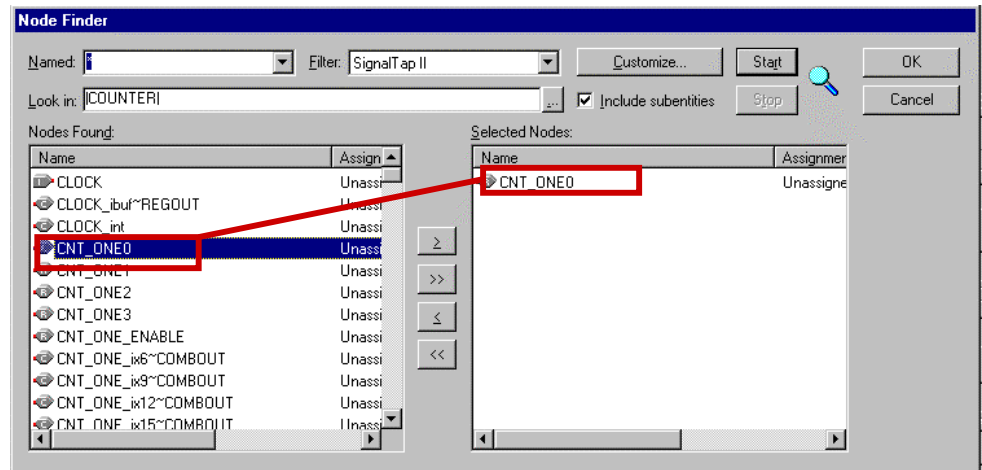 Node Finder
Named: * Filter: SignalTap II Customize... Start OK
Look in: |COUNTER| ... Include subentities Stop Cancel
Nodes Found: Selected Nodes:
Name Assign Name Assignmer
CLOCK Unassi CNT_ONE0 Unassigne
CLOCK_ibuf~REGOUT Unassi
CLOCK_int Unassi
CNT_ONE0 Unassi
≥
CNT_ONE1 Unassi
>>
CNT_ONE2 Unassi
CNT_ONE3 Unassi
≤
CNT_ONE_ENABLE Unassi
<<
CNT_ONE_ix6~COMBOUT Unassi
CNT_ONE_ix9~COMBOUT Unassi
CNT_ONE_ix12~COMBOUT Unassi
CNT_ONE_ix15~COMBOUT Unassi